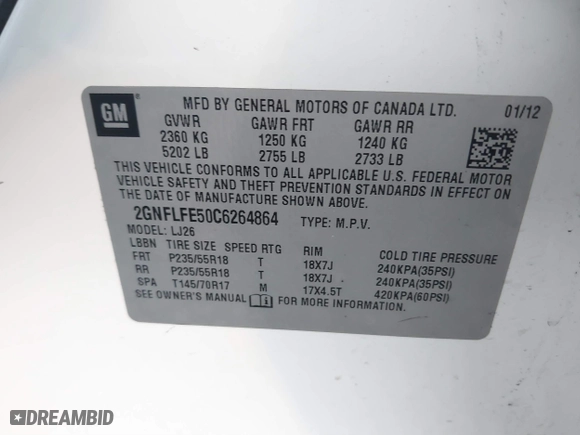 GM ®
MFD BY GENERAL MOTORS OF CANADA LTD. 01/12
GVWR GAWR FRT GAWR RR
2360 KG 1250 KG 1240 KG
5202 LB 2755 LB 2733 LB
THIS VEHICLE CONFORMS TO ALL APPLICABLE U.S. FEDERAL MOTOR
VEHICLE SAFETY AND THEFT PREVENTION STANDARDS IN EFFECT ON
THE DATE OF MANUFACTURE SHOWN ABOVE.
2GNFLFE50C6264864 TYPE: M.P.V.
MODEL: LJ26
LBBN TIRE SIZE SPEED RTG RIM COLD TIRE PRESSURE
FRT P235/55R18 T 18X7J 240KPA(35PSI)
RR P235/55R18 T 18X7J 240KPA(35PSI)
SPA T145/70R17 M 17X4.5T 420KPA(60PSI)
SEE OWNER'S MANUAL FOR MORE INFORMATION.
DREAMBID